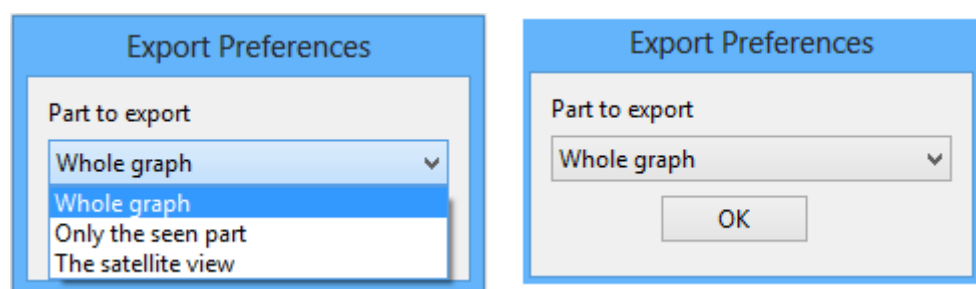 Export Preferences
Part to export
Whole graph
Whole graph
Only the seen part
The satellite view
Export Preferences
Part to export
Whole graph
OK